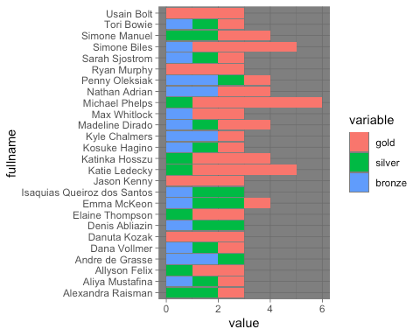 fullname
Usain Bolt
Tori Bowie
Simone Manuel
Simone Biles
Sarah Sjostrom
Ryan Murphy
Penny Oleksiak
Nathan Adrian
Michael Phelps
Max Whitlock
Madeline Dirado
Kyle Chalmers
Kosuke Hagino
Katinka Hosszu
Katie Ledecky
Jason Kenny
Isaquias Queiroz dos Santos
Emma McKeon
Elaine Thompson
Denis Abliazin
Danuta Kozak
Dana Vollmer
Andre de Grasse
Allyson Felix
Aliya Mustafina
Alexandra Raisman
0 2 4 6
value
variable
gold
silver
bronze